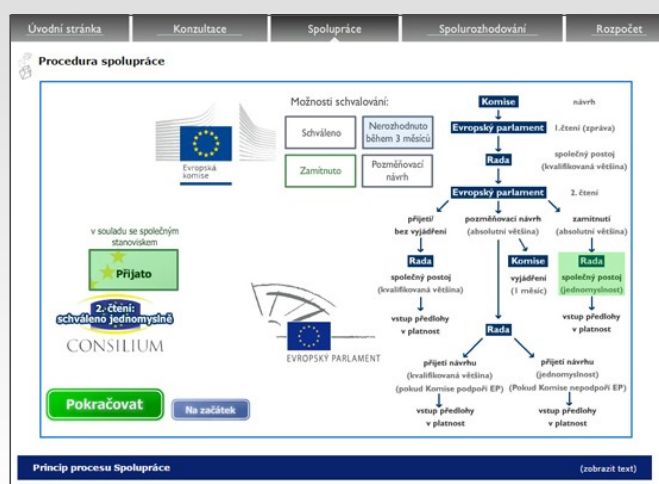 Úvodní stránka
Konzultace
Spolupráce
Spolurozhodování
Rozpočet
Procedura spolupráce
Možnosti schvalování:
Schváleno
Nerozhodnuto
během 3 měsíců
Zamítnuto
Pozměňovací
návrh
Evropská
komise
v souladu se společným
stanoviskem
Přijato
2. čtení:
schváleno jednomyslně
CONSILIUM
EVROPSKÝ PARLAMENT
Pokračovat
Na začátek
Komise
návrh
Evropský parlament
1.čtení (zpráva)
Rada
společný postoj
(kvalifikovaná většina)
Evropský parlament
2. čtení
přijetí/
bez vyjádření
pozměňovací návrh
(absolutní většina)
zamítnutí
(absolutní většina)
Rada
společný postoj
(kvalifikovaná většina)
vstup předlohy
v platnost
Komise
vyjádření
(1 měsíc)
Rada
společný postoj
(jednomyslnost)
vstup předlohy
v platnost
Rada
přijetí návrhu
(kvalifikovaná většina)
(pokud Komise podpoří EP)
vstup předlohy
v platnost
přijetí návrhu
(jednomyslnost)
(Pokud Komise nepodpoří EP)
vstup předlohy
v platnost
Princip procesu Spolupráce
(zobrazit text)